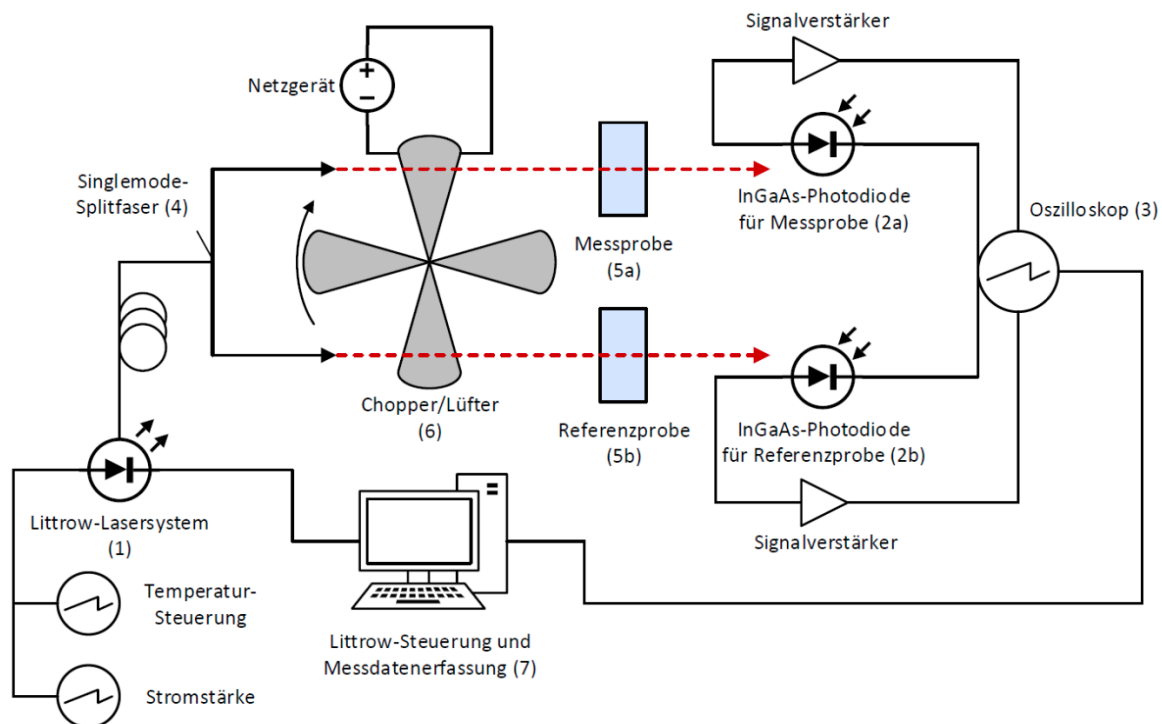 Signalverstärker
Netzgerät
+
−
Singlemode-
Splitfaser (4)
InGaAs-Photodiode
für Messprobe (2a)
Oszilloskop (3)
Messprobe
(5a)
Chopper/Lüfter
(6)
Referenzprobe
(5b)
InGaAs-Photodiode
für Referenzprobe (2b)
Littrow-Lasersystem
(1)
Signalverstärker
Temperatur-
Steuerung
Littrow-Steuerung und
Messdatenerfassung (7)
Stromstärke